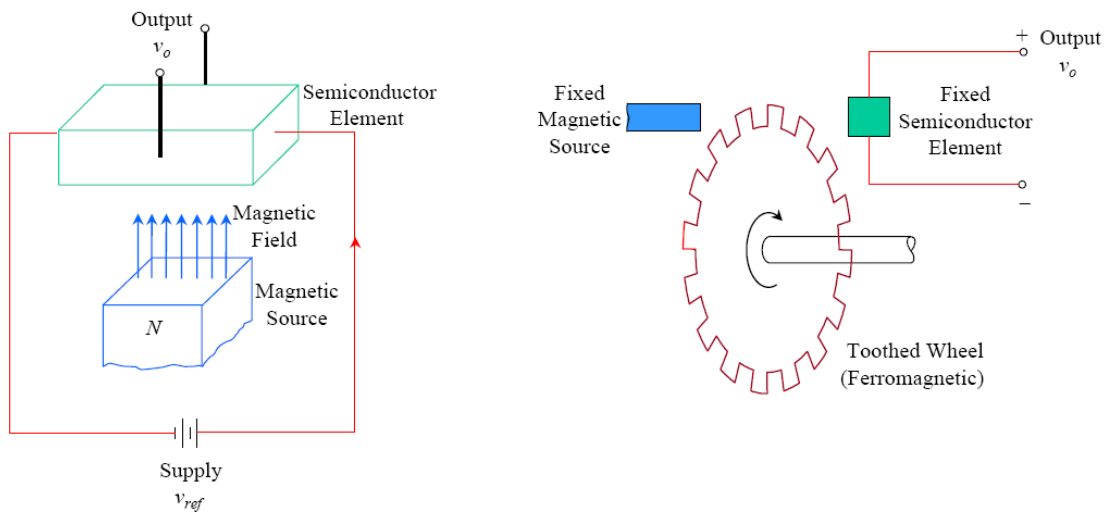 Output
v_o
Semiconductor
Element
Magnetic
Field
Magnetic
Source
N
Supply
v_ref
Fixed
Magnetic
Source
+
Output
v_o
Fixed
Semiconductor
Element
−
Toothed Wheel
(Ferromagnetic)